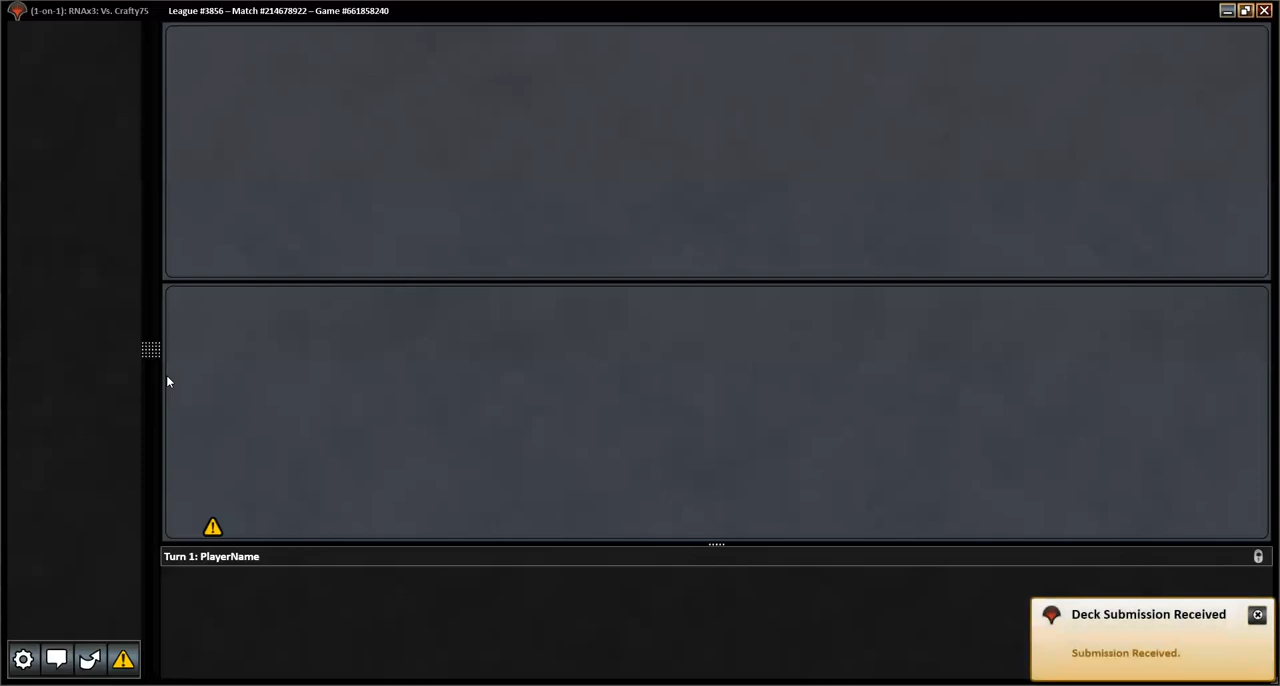 (1-on-1): RNAx3; Vs. Crafty75
League #3856 – Match #214678922 – Game #661858240
Turn 1: PlayerName
Deck Submission Received
Submission Received.